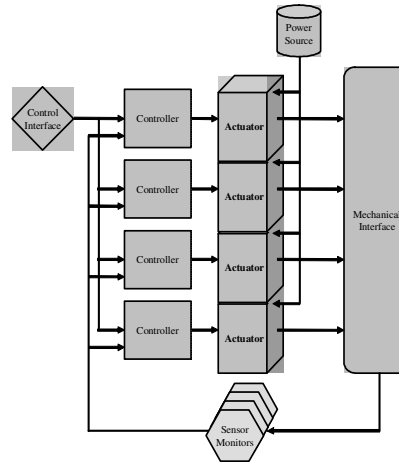 Power
Source
Control
Interface
Controller
Actuator
Controller
Actuator
Mechanical
Interface
Controller
Actuator
Controller
Actuator
Sensor
Monitors